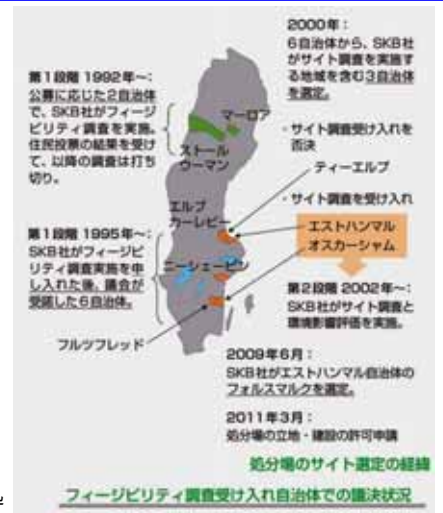 2000年：
6自治体から、SKB社
がサイト調査を実施す
る地域を含む3自治体
を選定。
第1段階 1992年～：
公募に応じた2自治体
で、SKB社がフィージ
ビリティ調査を実施。
住民投票の結果を受け
て、以降の調査は打ち
切り。
マーロア
ストール
ウーマン
・サイト調査受け入れを
否決
ティーエルプ
・サイト調査を受け入れ
エルブ
カーレビー
エストハンマル
オスカーシャム
第1段階 1995年～：
SKB社がフィージビ
リティ調査実施を申
し入れた後、議会が
受諾した6自治体。
ニーシェーピン
フルツフレッド
第2段階 2002年～：
SKB社がサイト調査と
環境影響評価を実施。
2009年6月：
SKB社がエストハンマル自治体の
フォルスマルクを選定。
2011年3月：
処分場の立地・建設の許可申請
処分場のサイト選定の経緯
フィージビリティ調査受け入れ自治体での議決状況